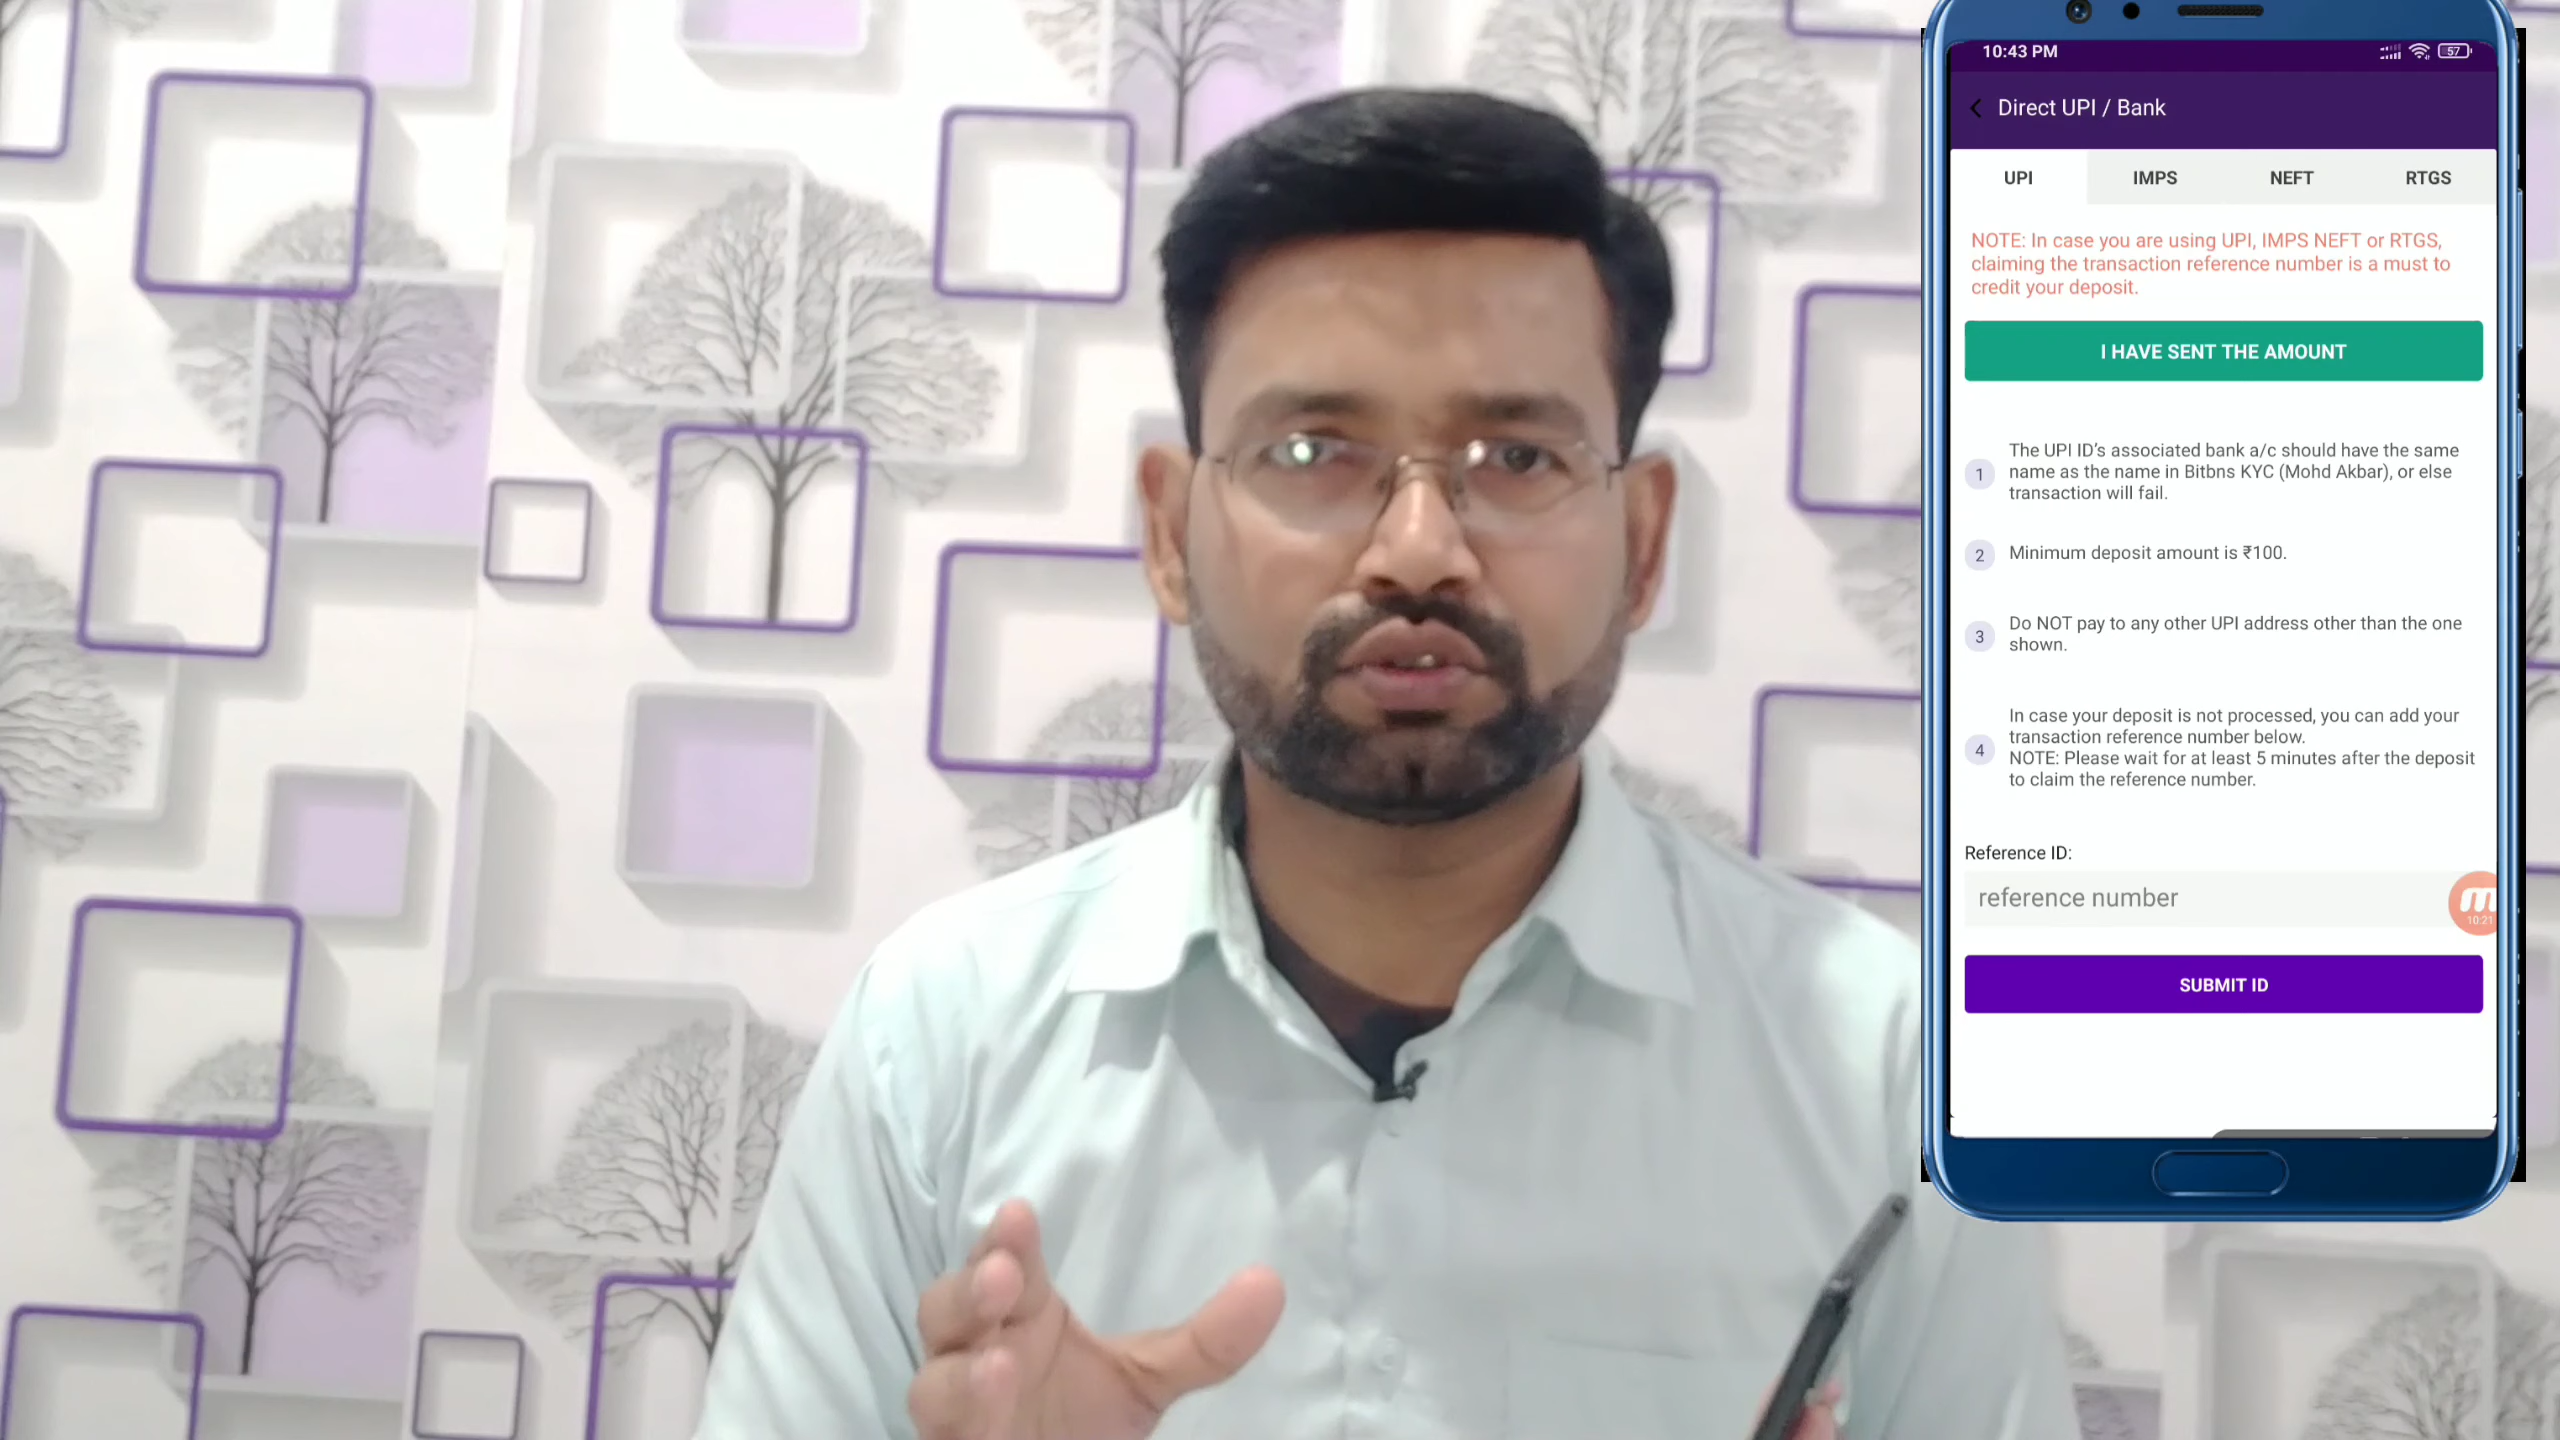 10:43 PM
57
Direct UPI / Bank
UPI IMPS NEFT RTGS
NOTE: In case you are using UPI, IMPS NEFT or RTGS,
claiming the transaction reference number is a must to
credit your deposit.
I HAVE SENT THE AMOUNT
1
The UPI ID's associated bank a/c should have the same
name as the name in Bitbns KYC (Mohd Akbar), or else
transaction will fail.
2
Minimum deposit amount is ₹100.
3
Do NOT pay to any other UPI address other than the one
shown.
4
In case your deposit is not processed, you can add your
transaction reference number below.
NOTE: Please wait for at least 5 minutes after the deposit
to claim the reference number.
Reference ID:
reference number
10:21
SUBMIT ID